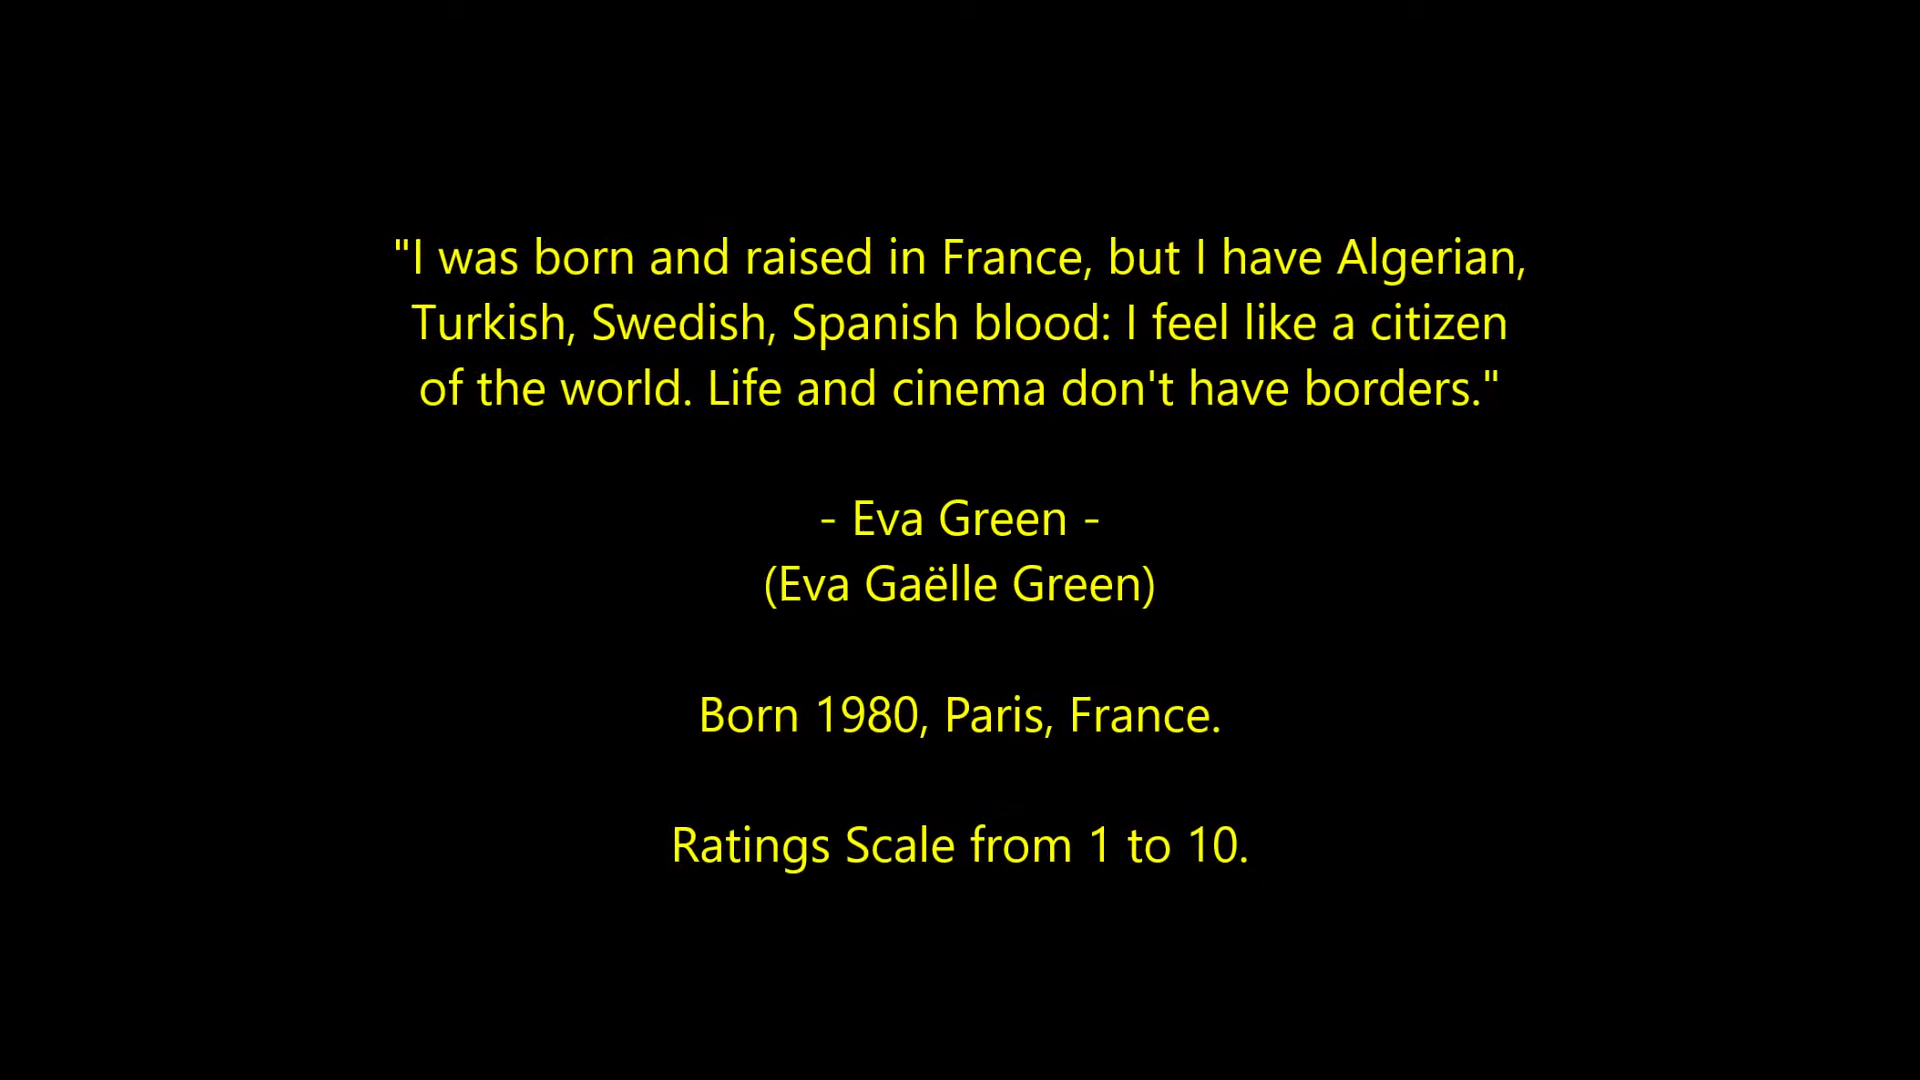 "I was born and raised in France, but I have Algerian,
Turkish, Swedish, Spanish blood: I feel like a citizen
of the world. Life and cinema don't have borders."
- Eva Green -
(Eva Gaëlle Green)
Born 1980, Paris, France.
Ratings Scale from 1 to 10.